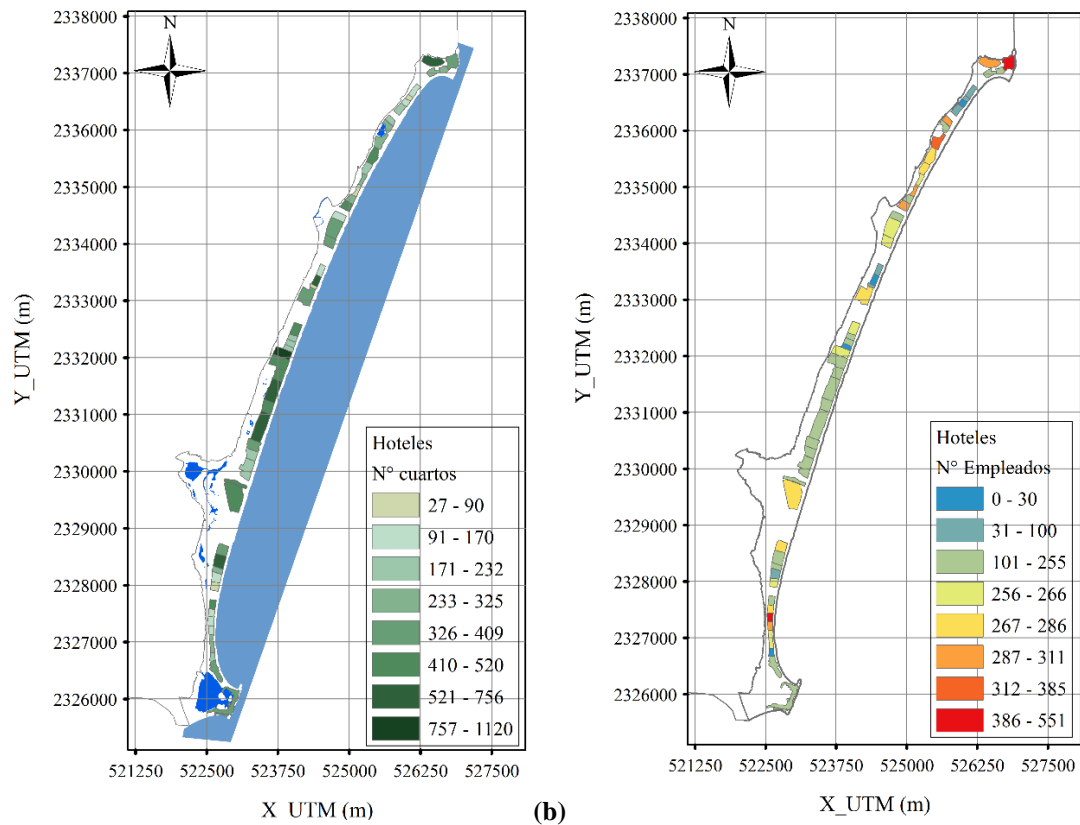 N
2338000
2337000
2336000
2335000
2334000
2333000
2332000
2331000
2330000
2329000
2328000
2327000
2326000
Y_UTM (m)
Hoteles
N° cuartos
27 - 90
91 - 170
171 - 232
233 - 325
326 - 409
410 - 520
521 - 756
757 - 1120
521250 522500 523750 525000 526250 527500
X_UTM (m)
(b)
N
2338000
2337000
2336000
2335000
2334000
2333000
2332000
2331000
2330000
2329000
2328000
2327000
2326000
Y_UTM (m)
Hoteles
N° Empleados
0 - 30
31 - 100
101 - 255
256 - 266
267 - 286
287 - 311
312 - 385
386 - 551
521250 522500 523750 525000 526250 527500
X_UTM (m)